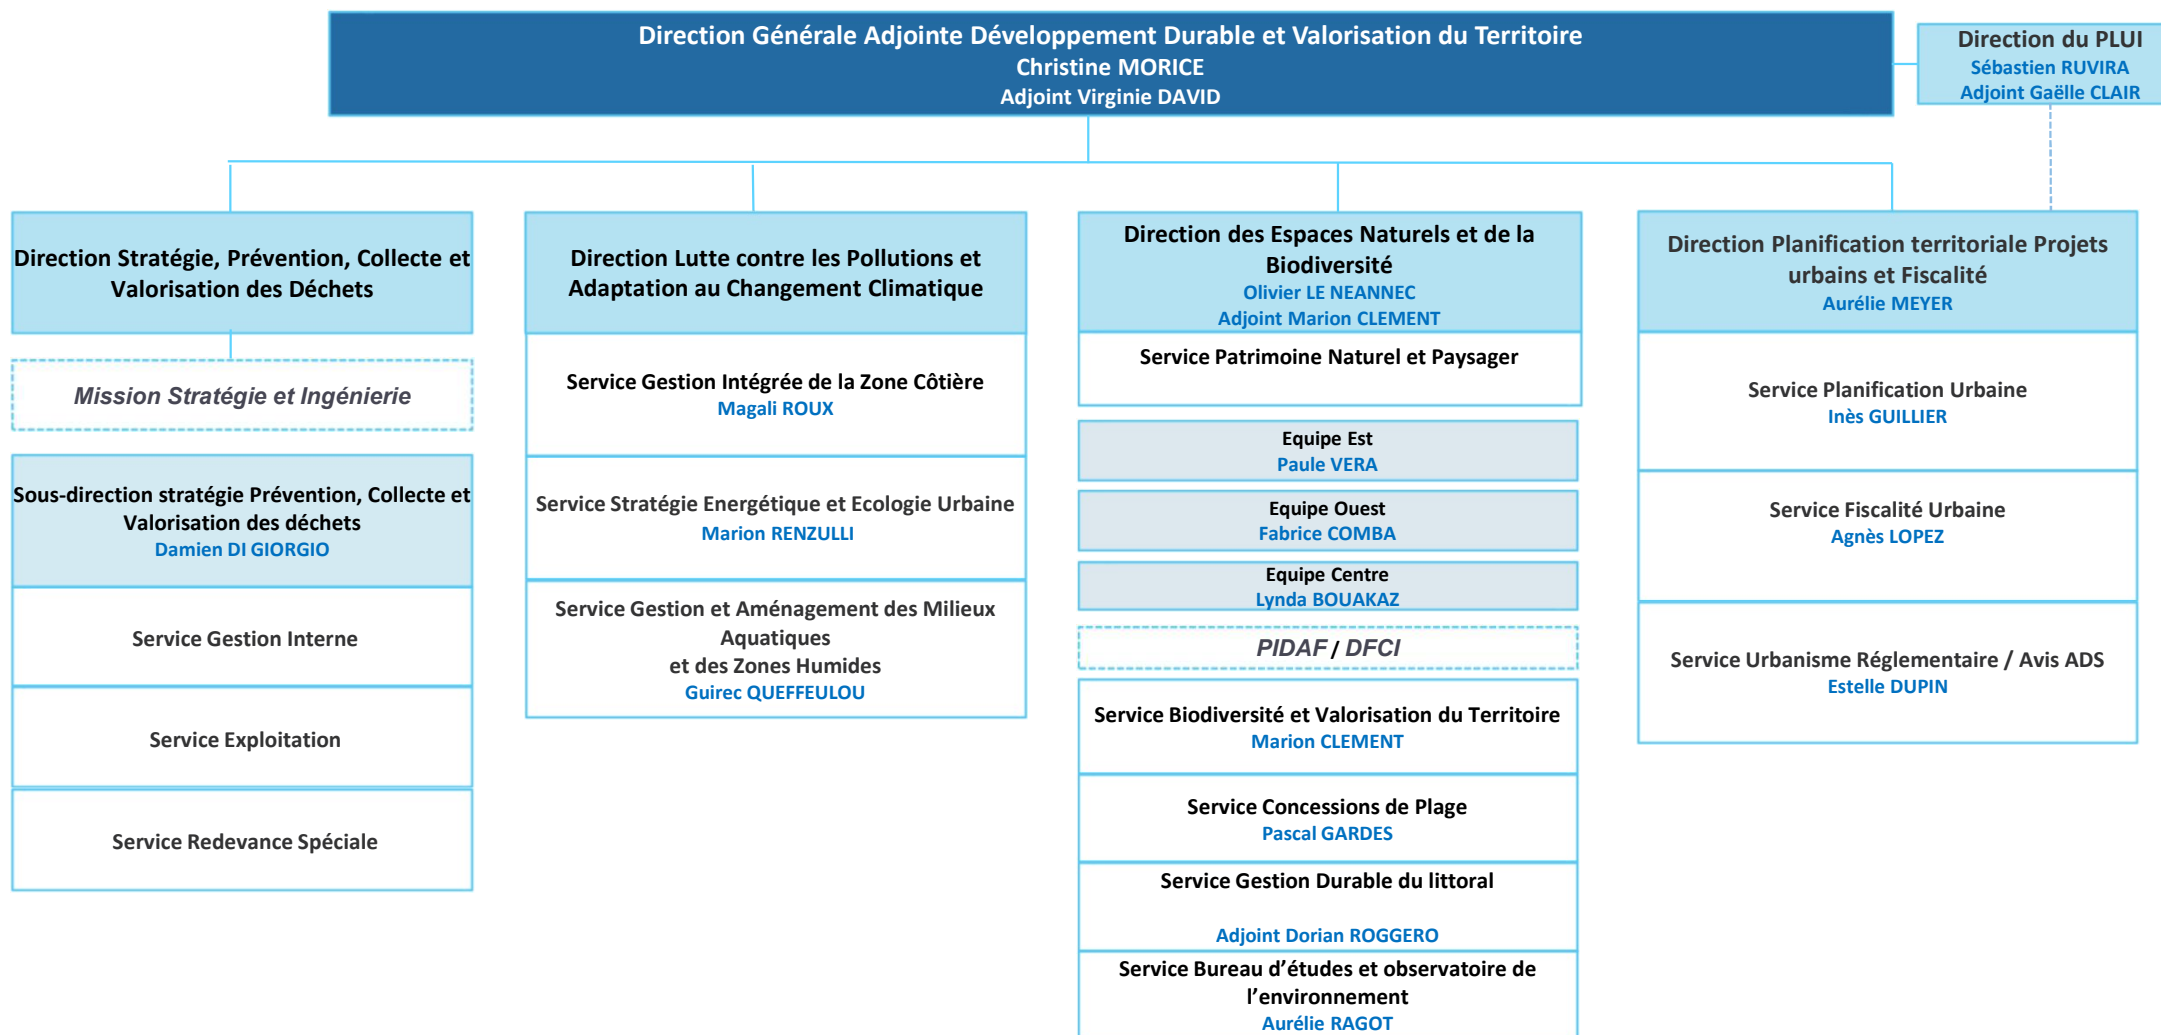 Direction Générale Adjointe Développement Durable et Valorisation du Territoire
Christine MORICE
Adjoint Virginie DAVID
Direction du PLUI
Sébastien RUVIRA
Adjoint Gaëlle CLAIR
Direction Stratégie, Prévention, Collecte et
Valorisation des Déchets
Mission Stratégie et Ingénierie
Sous-direction stratégie Prévention, Collecte et
Valorisation des déchets
Damien DI GIORGIO
Service Gestion Interne
Service Exploitation
Service Redevance Spéciale
Direction Lutte contre les Pollutions et
Adaptation au Changement Climatique
Service Gestion Intégrée de la Zone Côtière
Magali ROUX
Service Stratégie Energétique et Ecologie Urbaine
Marion RENZULLI
Service Gestion et Aménagement des Milieux
Aquatiques
et des Zones Humides
Guirec QUEFFEULOU
Direction des Espaces Naturels et de la
Biodiversité
Olivier LE NEANNEC
Adjoint Marion CLEMENT
Service Patrimoine Naturel et Paysager
Equipe Est
Paule VERA
Equipe Ouest
Fabrice COMBA
Equipe Centre
Lynda BOUAKAZ
PIDAF / DFCI
Service Biodiversité et Valorisation du Territoire
Marion CLEMENT
Service Concessions de Plage
Pascal GARDES
Service Gestion Durable du littoral
Adjoint Dorian ROGGERO
Service Bureau d’études et observatoire de
l’environnement
Aurélie RAGOT
Direction Planification territoriale Projets
urbains et Fiscalité
Aurélie MEYER
Service Planification Urbaine
Inès GUILLIER
Service Fiscalité Urbaine
Agnès LOPEZ
Service Urbanisme Réglementaire / Avis ADS
Estelle DUPIN